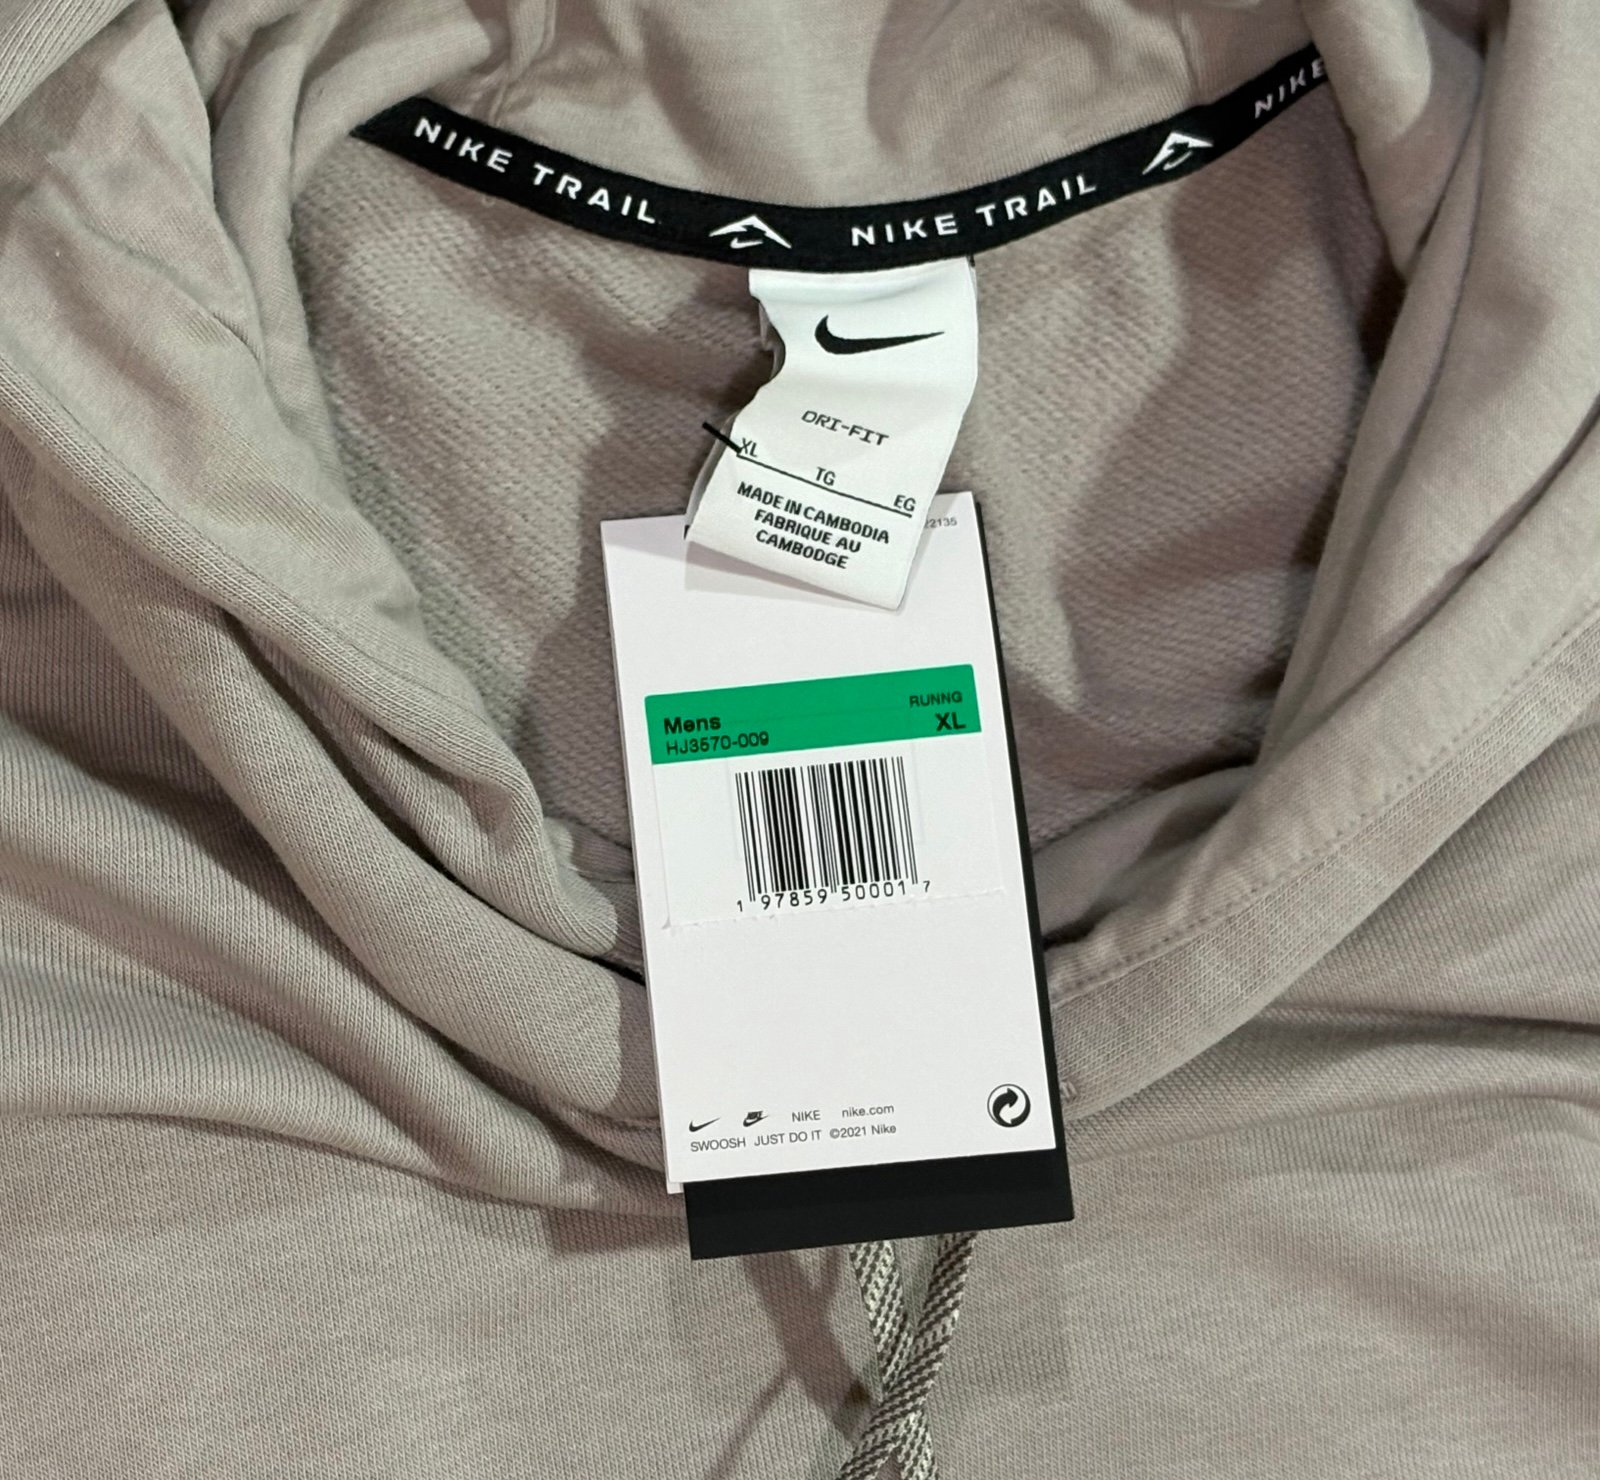 NIKE TRAIL NIKE TRAIL NIKE
DRI-FIT
XL TG EG
MADE IN CAMBODIA
FABRIQUE AU
CAMBODGE
22135
Mens RUNNG
HJ3570-009 XL
1 97859 50001 7
NIKE nike.com
SWOOSH JUST DO IT ©2021 Nike